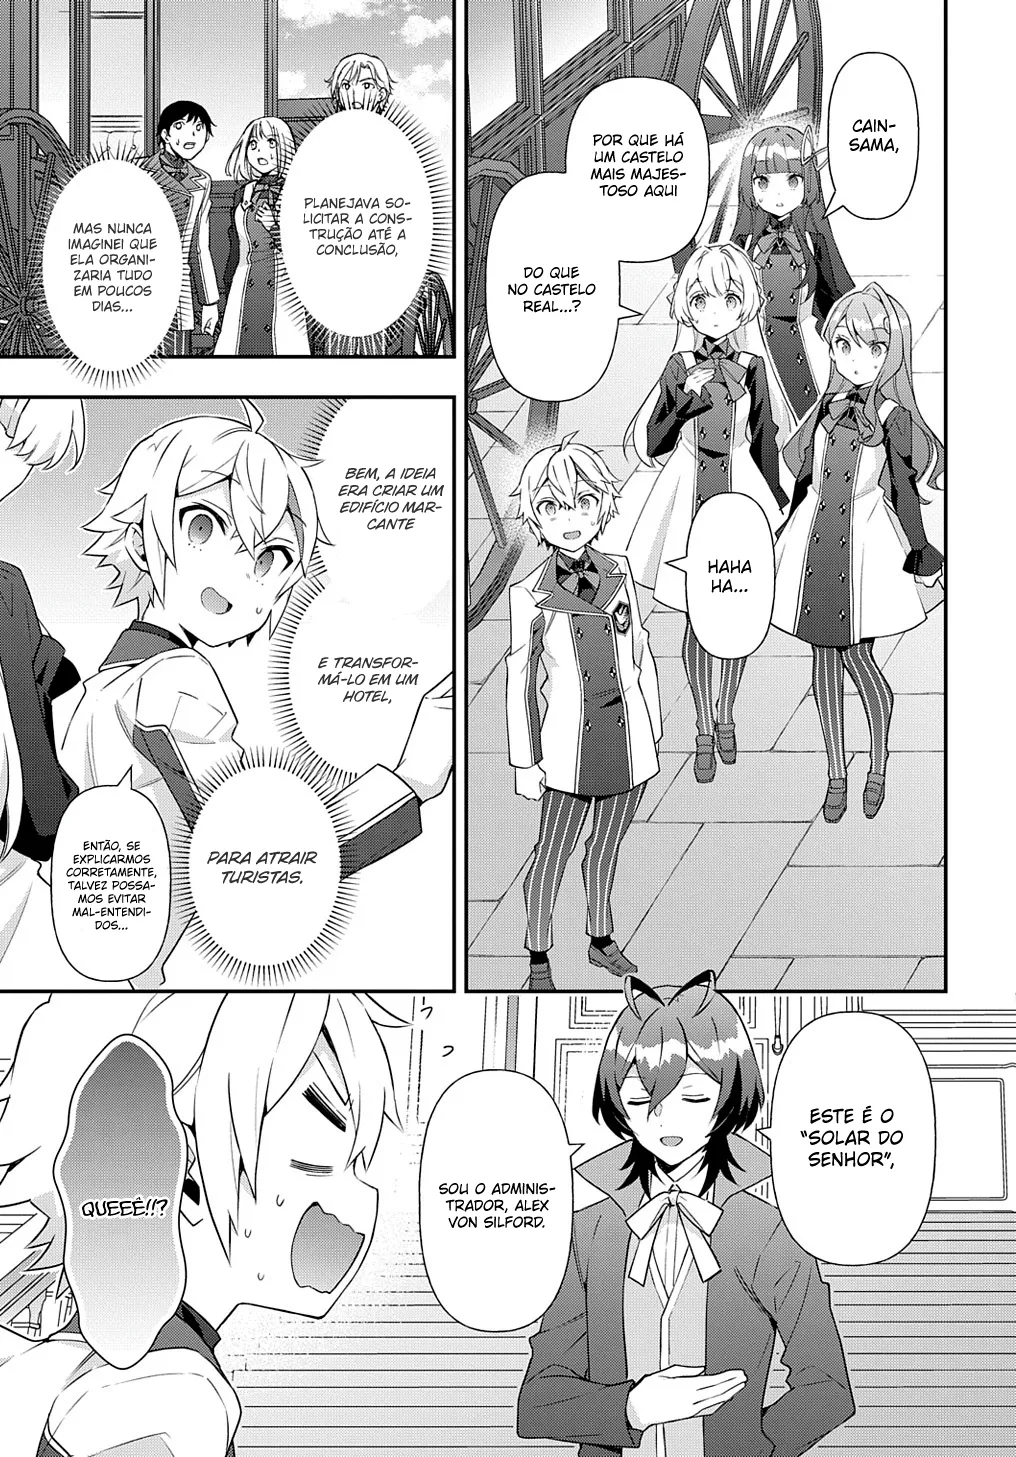 CAIN-
SAMA,
POR QUE HÁ
UM CASTELO
MAIS MAJES-
TOSO AQUI
DO QUE
NO CASTELO
REAL...?
HAHA
HA...
PLANEJAVA SO-
LICITAR A CONS-
TRUÇÃO ATÉ A
CONCLUSÃO,
MAS NUNCA
IMAGINEI QUE
ELA ORGANI-
ZARIA TUDO
EM POUCOS
DIAS...
BEM, A IDEIA
ERA CRIAR UM
EDIFÍCIO MAR-
CANTE
E TRANSFOR-
MÁ-LO EM UM
HOTEL,
PARA ATRAIR
TURISTAS.
ENTÃO, SE
EXPLICARMOS
CORRETAMENTE,
TALVEZ POSSA-
MOS EVITAR
MAL-ENTENDI-
DOS...
ESTE É O
"SOLAR DO
SENHOR",
SOU O ADMINIS-
TRADOR, ALEX
VON SILFORD.
QUEEÊ!!?